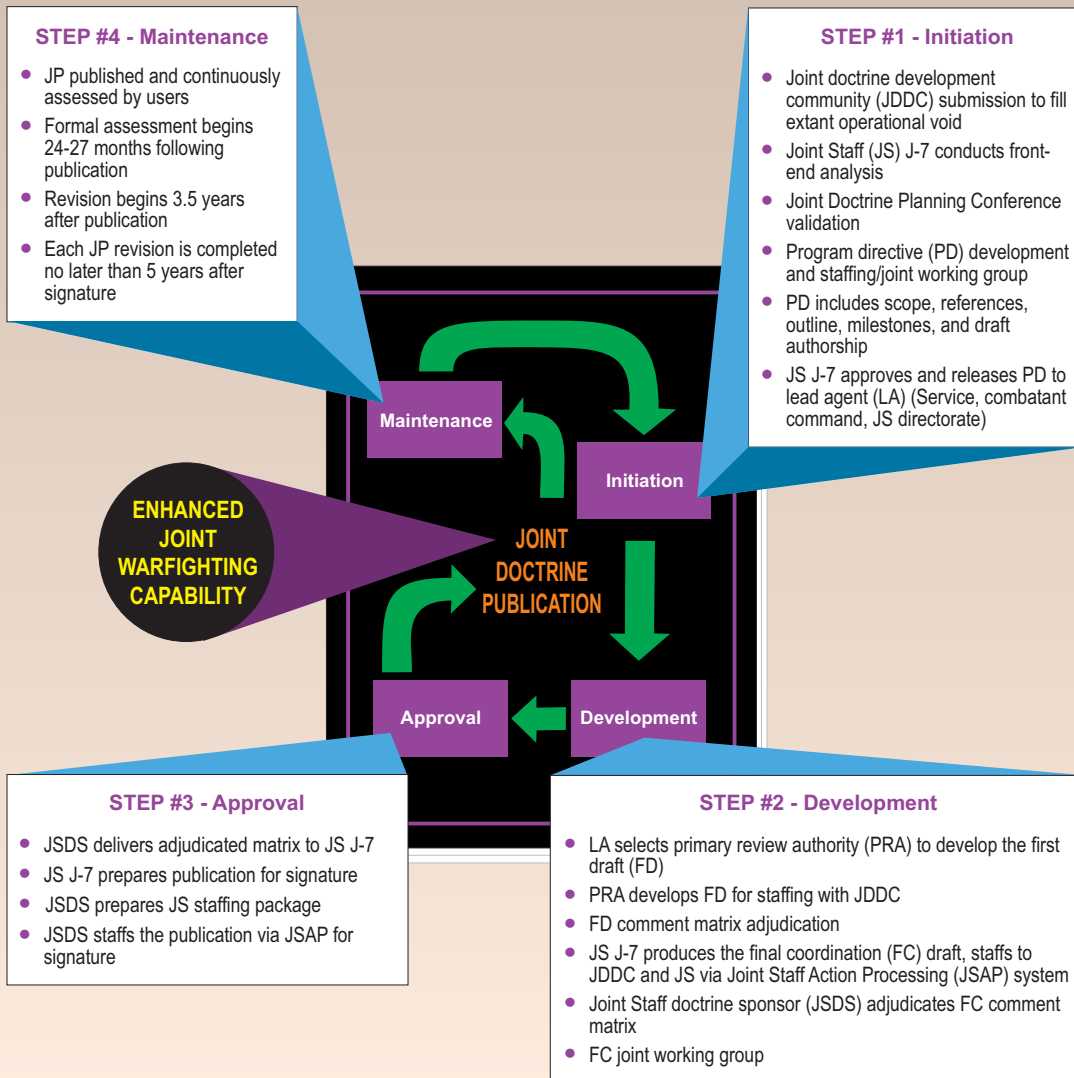 STEP #4 - Maintenance
• JP published and continuously
assessed by users
• Formal assessment begins
24-27 months following
publication
• Revision begins 3.5 years
after publication
• Each JP revision is completed
no later than 5 years after
signature
STEP #1 - Initiation
• Joint doctrine development
community (JDDC) submission to fill
extant operational void
• Joint Staff (JS) J-7 conducts front-
end analysis
• Joint Doctrine Planning Conference
validation
• Program directive (PD) development
and staffing/joint working group
• PD includes scope, references,
outline, milestones, and draft
authorship
• JS J-7 approves and releases PD to
lead agent (LA) (Service, combatant
command, JS directorate)
Maintenance
Initiation
ENHANCED
JOINT
WARFIGHTING
CAPABILITY
JOINT
DOCTRINE
PUBLICATION
Approval
Development
STEP #3 - Approval
• JSDS delivers adjudicated matrix to JS J-7
• JS J-7 prepares publication for signature
• JSDS prepares JS staffing package
• JSDS staffs the publication via JSAP for
signature
STEP #2 - Development
• LA selects primary review authority (PRA) to develop the first
draft (FD)
• PRA develops FD for staffing with JDDC
• FD comment matrix adjudication
• JS J-7 produces the final coordination (FC) draft, staffs to
JDDC and JS via Joint Staff Action Processing (JSAP) system
• Joint Staff doctrine sponsor (JSDS) adjudicates FC comment
matrix
• FC joint working group